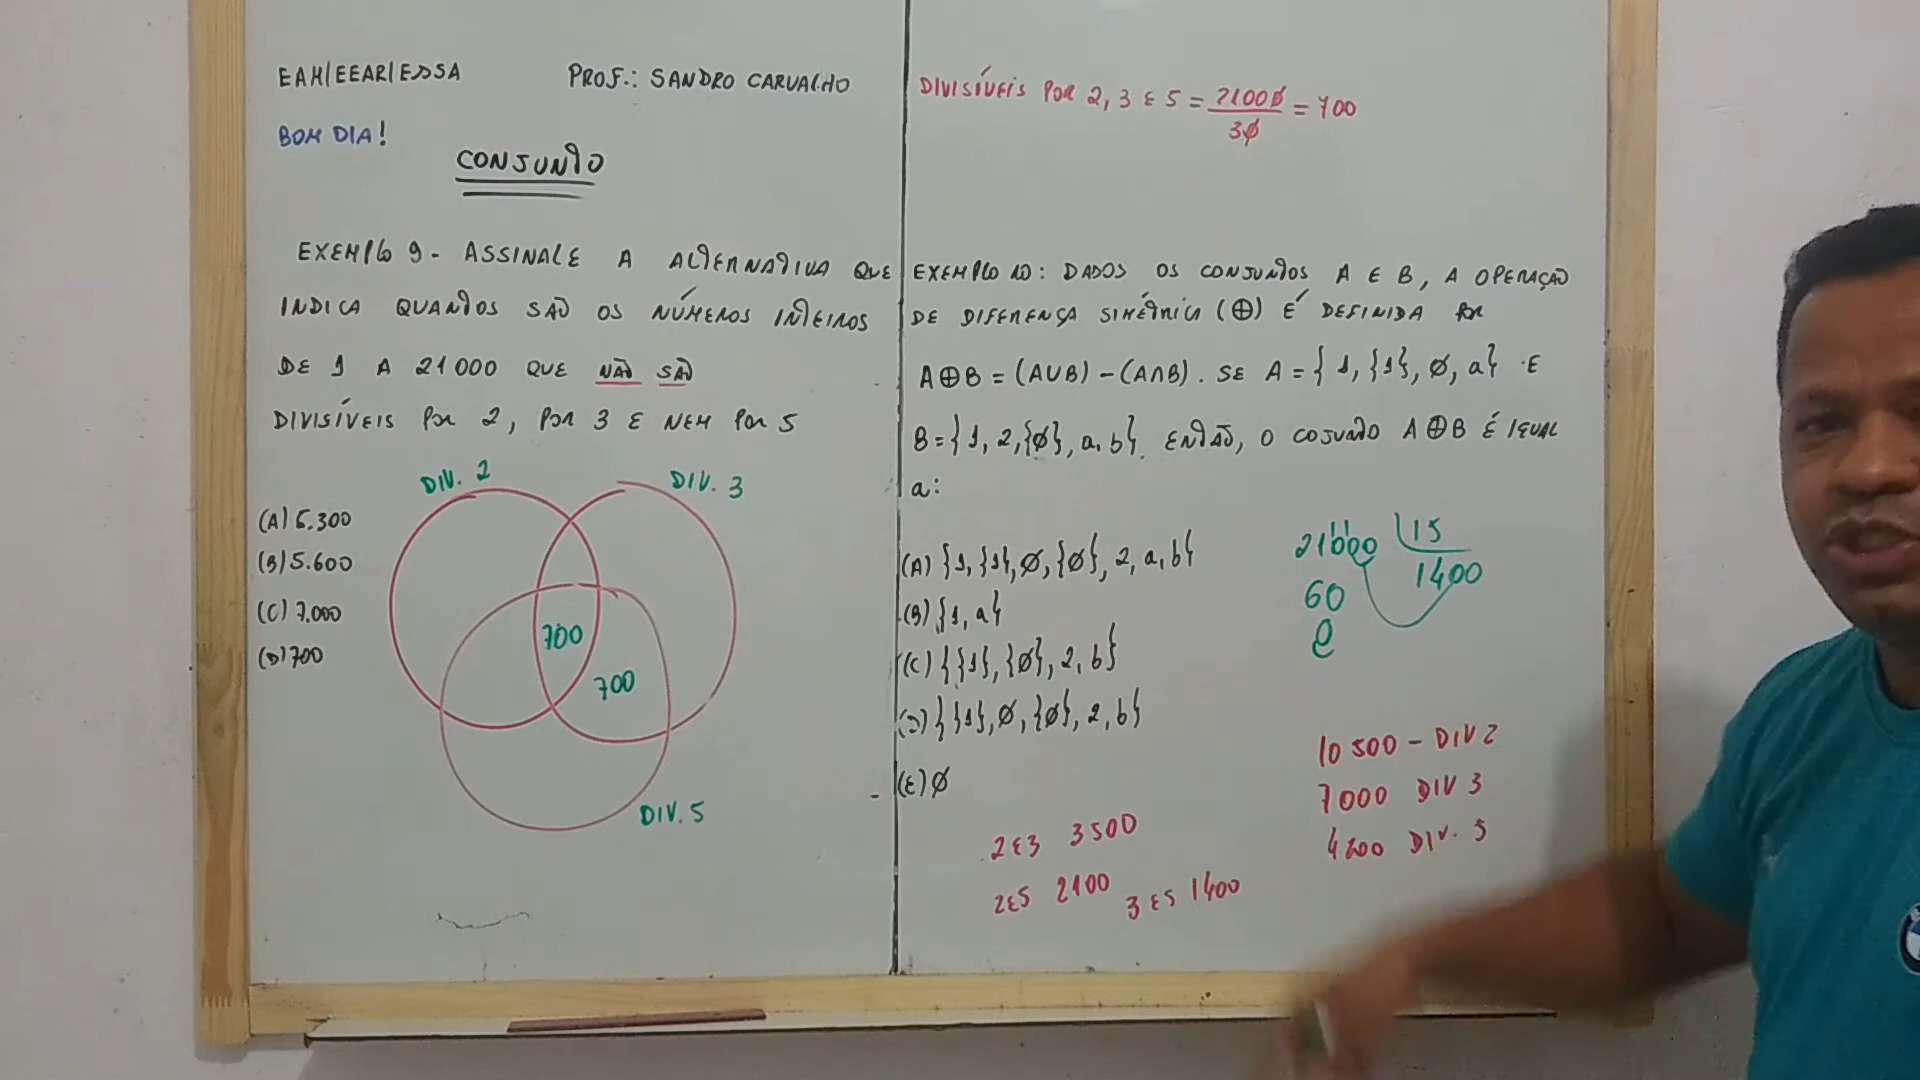 EAM/EEAR/ESSA PROF.: SANDRO CARVALHO
BOM DIA!
CONJUNTO
EXEMPLO 9 - ASSINALE A ALTERNATIVA QUE
INDICA QUANTOS SÃO OS NÚMEROS INTEIROS
DE 1 A 21000 QUE NÃO SÃO
DIVISÍVEIS POR 2, POR 3 E NEM POR 5
DIV. 2 DIV. 3
(A) 5.300
(B) 5.600
(C) 7.000
(D) 700
700
700
DIV. 5
DIVISÍVEIS POR 2, 3 E 5 = 21000/30 = 700
EXEMPLO 10: DADOS OS CONJUNTOS A E B, A OPERAÇÃO
DE DIFERENÇA SIMÉTRICA (⊕) É DEFINIDA POR
A⊕B = (A∪B) - (A∩B). SE A = {1, {1}, ∅, a} E
B = {1, 2, {∅}, a, b}. ENTÃO, O COJUNTO A⊕B É IGUAL
a:
(A) {1, {1}, ∅, {∅}, 2, a, b}
(B) {1, a}
(C) {{1}, {∅}, 2, b}
(D) {{1}, ∅, {∅}, 2, b}
(E) ∅
21000 15
60 1400
0
10 500 - DIV 2
7000 DIV 3
4200 DIV. 5
2 E 3 3500
2 E 5 2100 3 E 5 1400